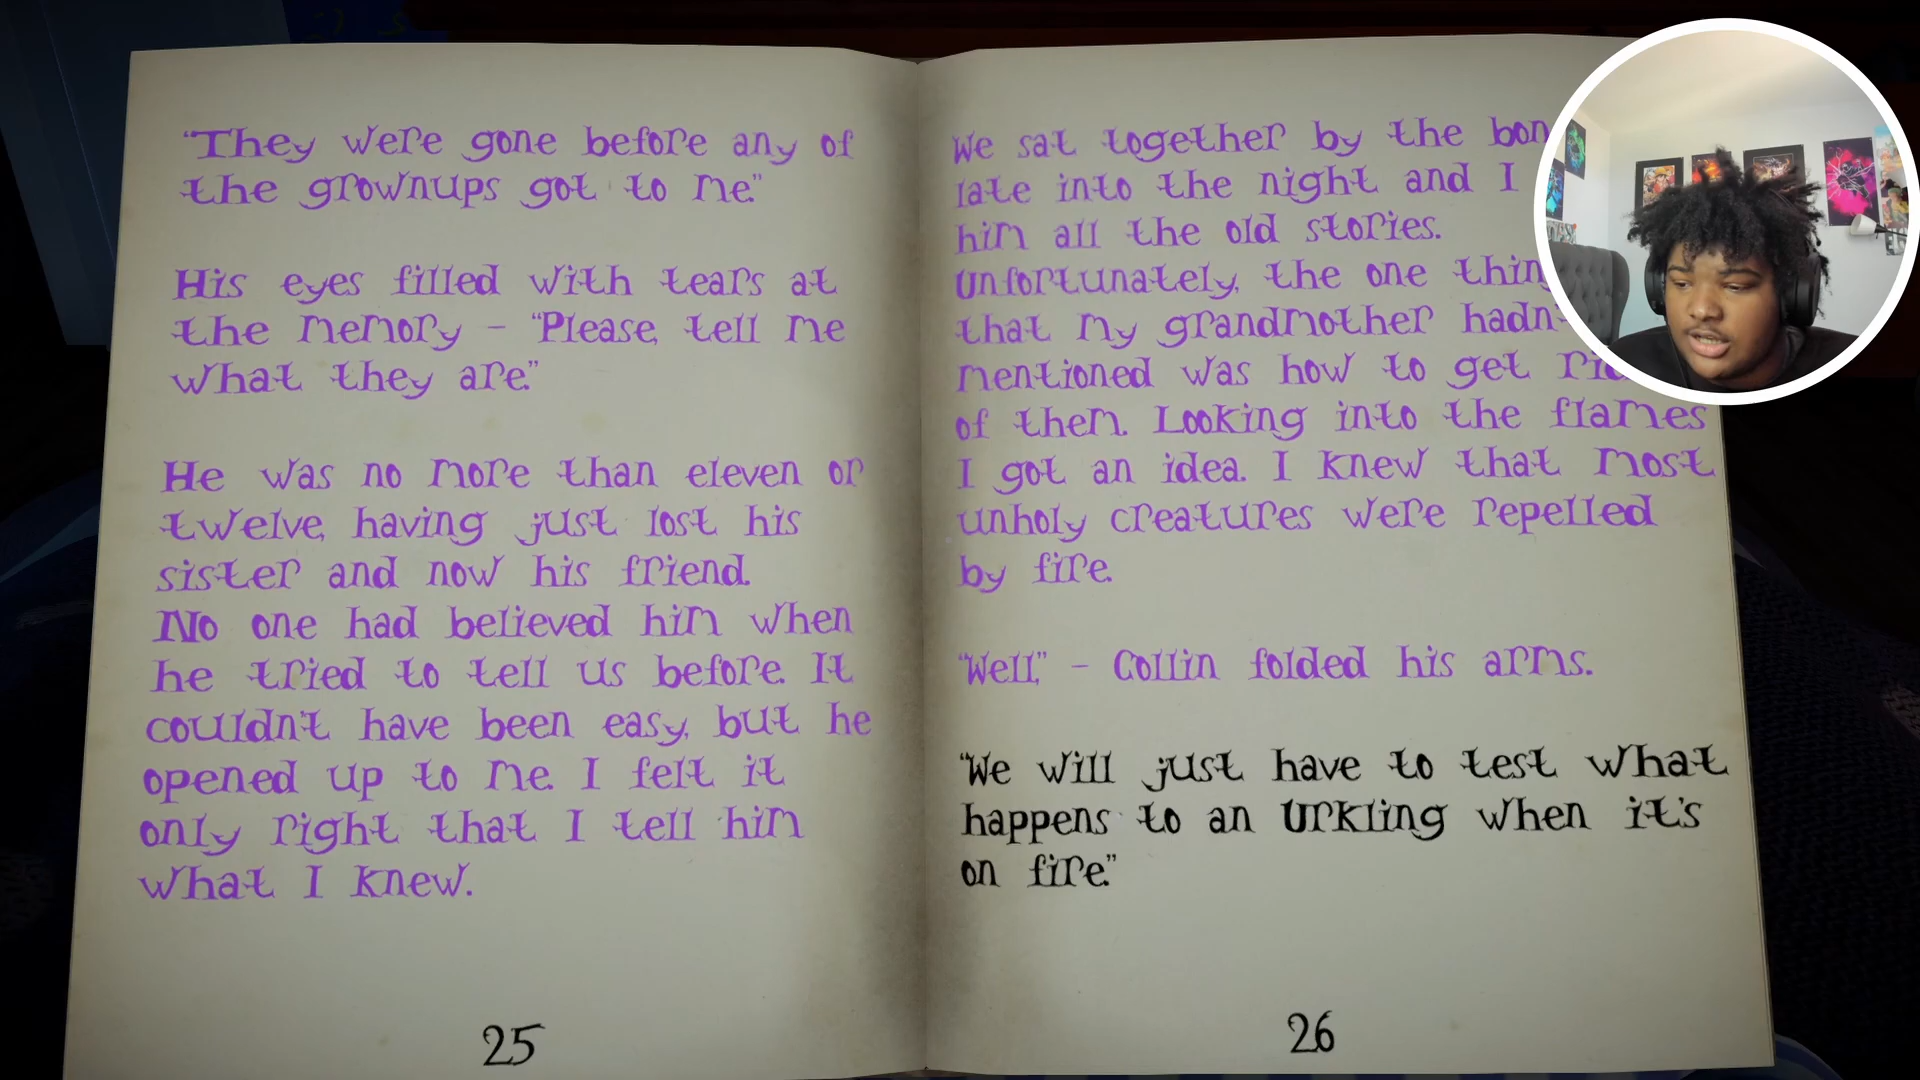 “They were gone before any of
the grownups got to me.”
His eyes filled with tears at
the memory – “Please, tell me
what they are.”
He was no more than eleven or
twelve, having just lost his
sister and now his friend.
No one had believed him when
he tried to tell us before. It
couldn't have been easy, but he
opened up to me. I felt it
only right that I tell him
what I knew.
25
We sat together by the
late into the night and I
him all the old stories.
Unfortunately, the one
that my grandmother
mentioned was how to get
of them. Looking into the flames
I got an idea. I knew that most
unholy creatures were repelled
by fire.
“Well,” – Collin folded his arms.
“We will just have to test what
happens to an Urkling when it's
on fire.”
26